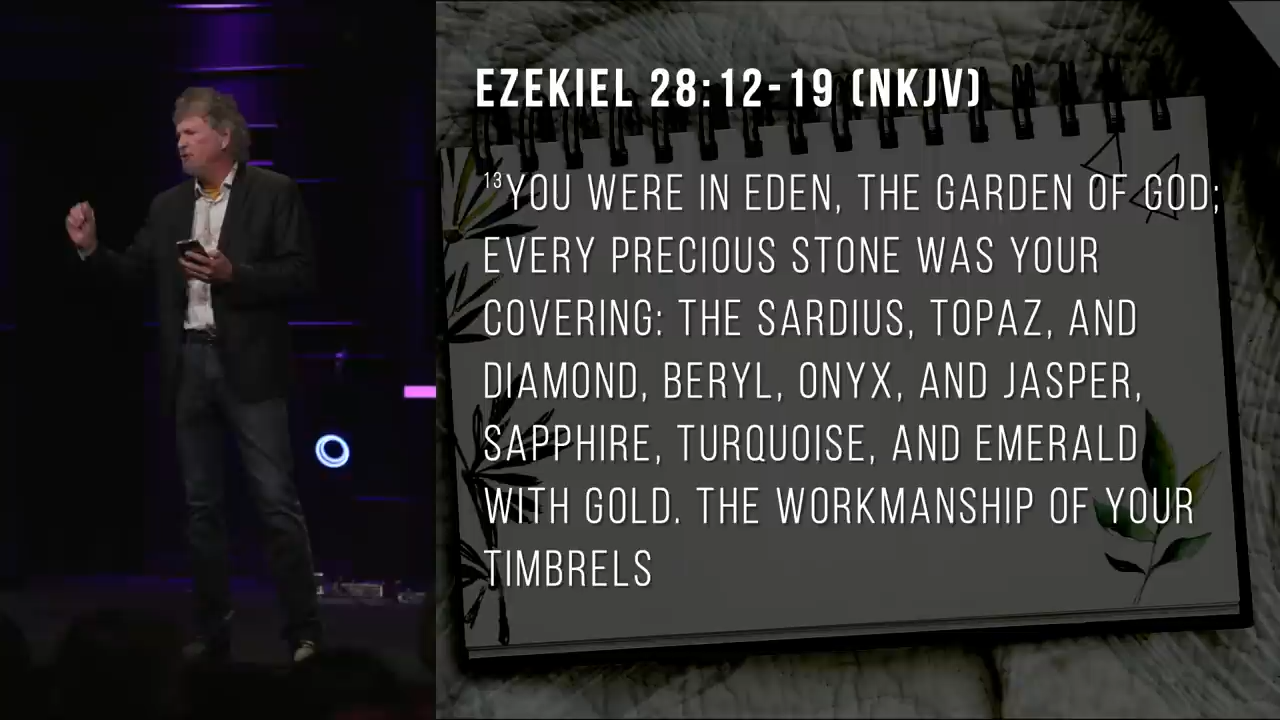 EZEKIEL 28:12-19 (NKJV)
13YOU WERE IN EDEN, THE GARDEN OF GOD;
EVERY PRECIOUS STONE WAS YOUR
COVERING: THE SARDIUS, TOPAZ, AND
DIAMOND, BERYL, ONYX, AND JASPER,
SAPPHIRE, TURQUOISE, AND EMERALD
WITH GOLD. THE WORKMANSHIP OF YOUR
TIMBRELS